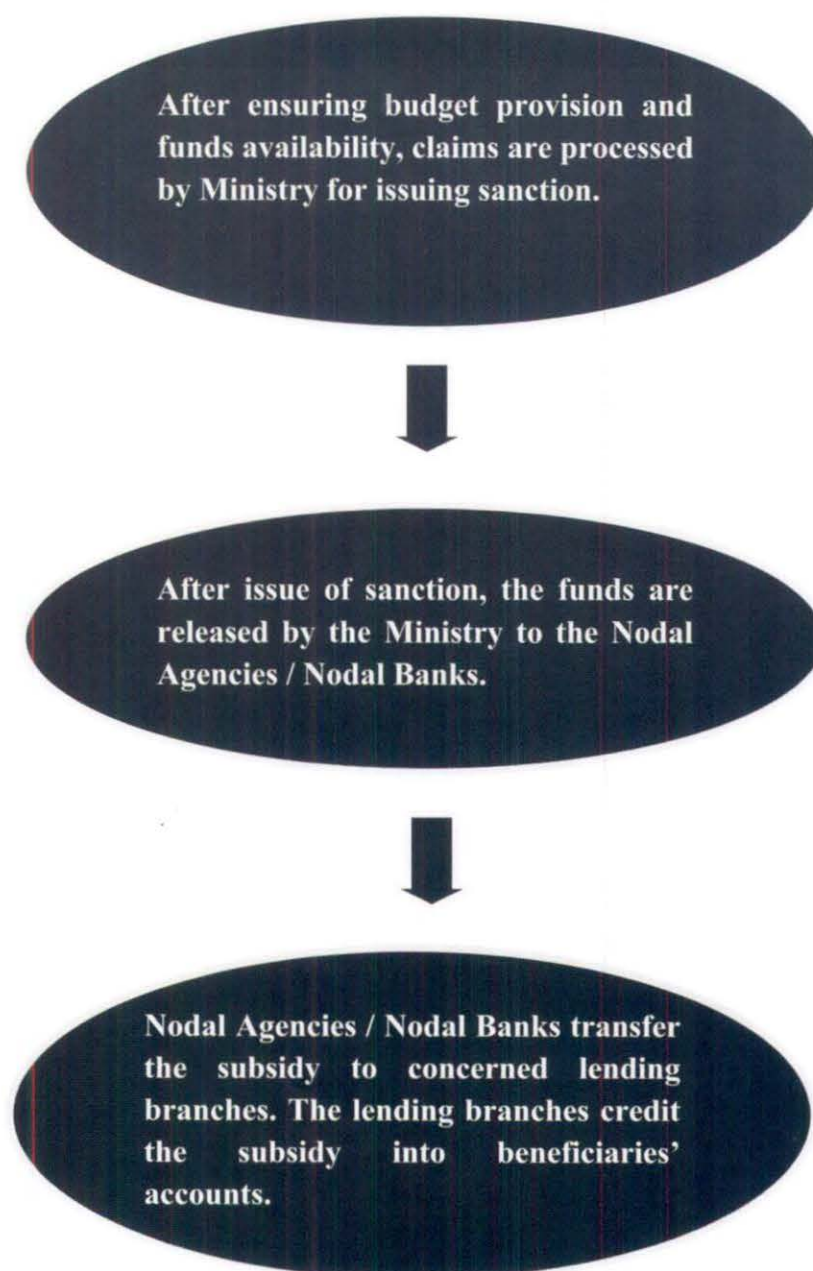 After ensuring budget provision and
funds availability, claims are processed
by Ministry for issuing sanction.
After issue of sanction, the funds are
released by the Ministry to the Nodal
Agencies / Nodal Banks.
Nodal Agencies / Nodal Banks transfer
the subsidy to concerned lending
branches. The lending branches credit
the subsidy into beneficiaries’
accounts.